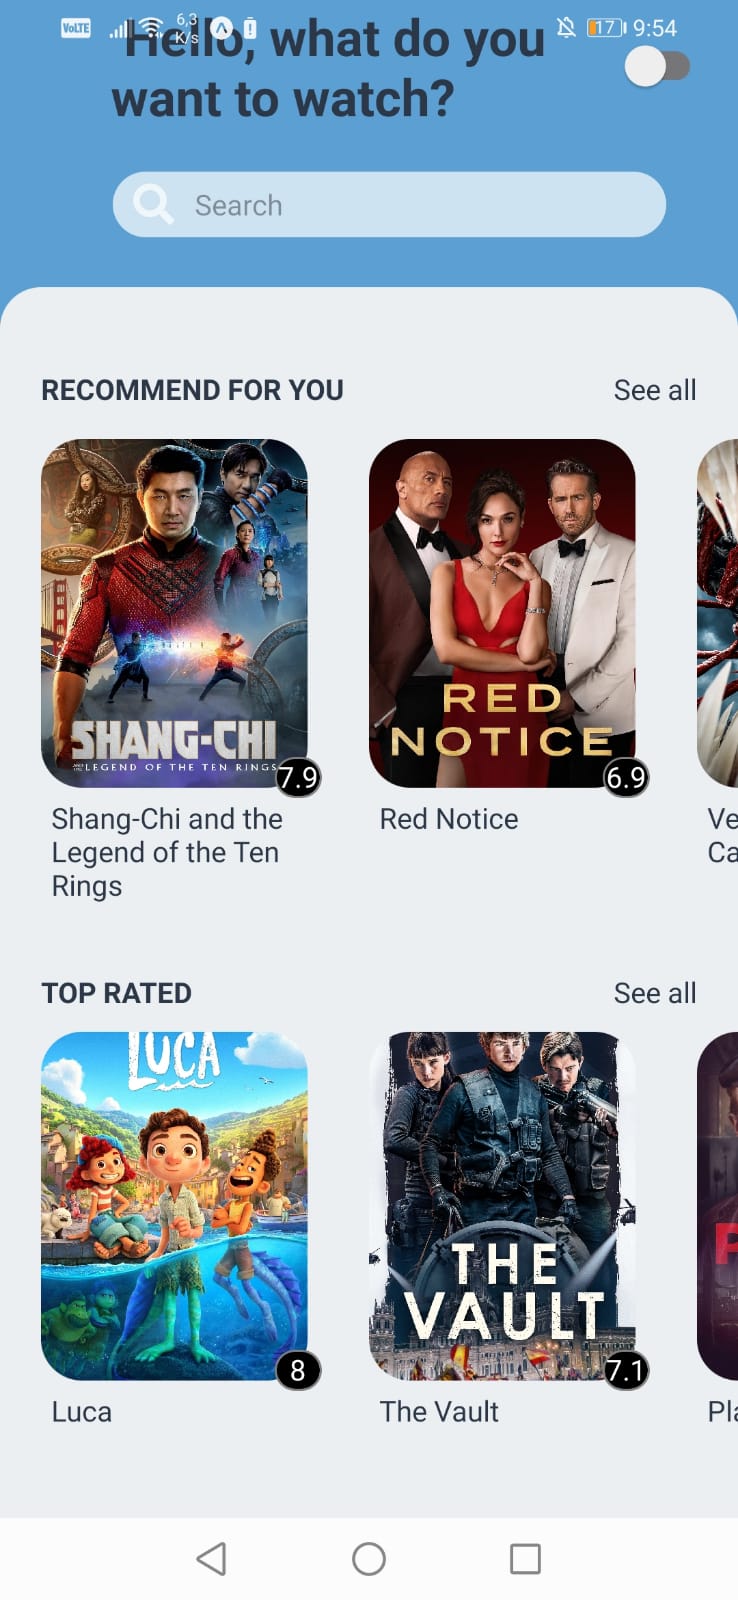 VoLTE 6,3 K/s 17 9:54
Hello, what do you
want to watch?
Search
RECOMMEND FOR YOU See all
SHANG-CHI
LEGEND OF THE TEN RINGS
7.9
RED
NOTICE
6.9
Shang-Chi and the
Legend of the Ten
Rings
Red Notice
Ve
Ca
TOP RATED See all
LUCA
8
THE
VAULT
7.1
P
Luca
The Vault
Pla